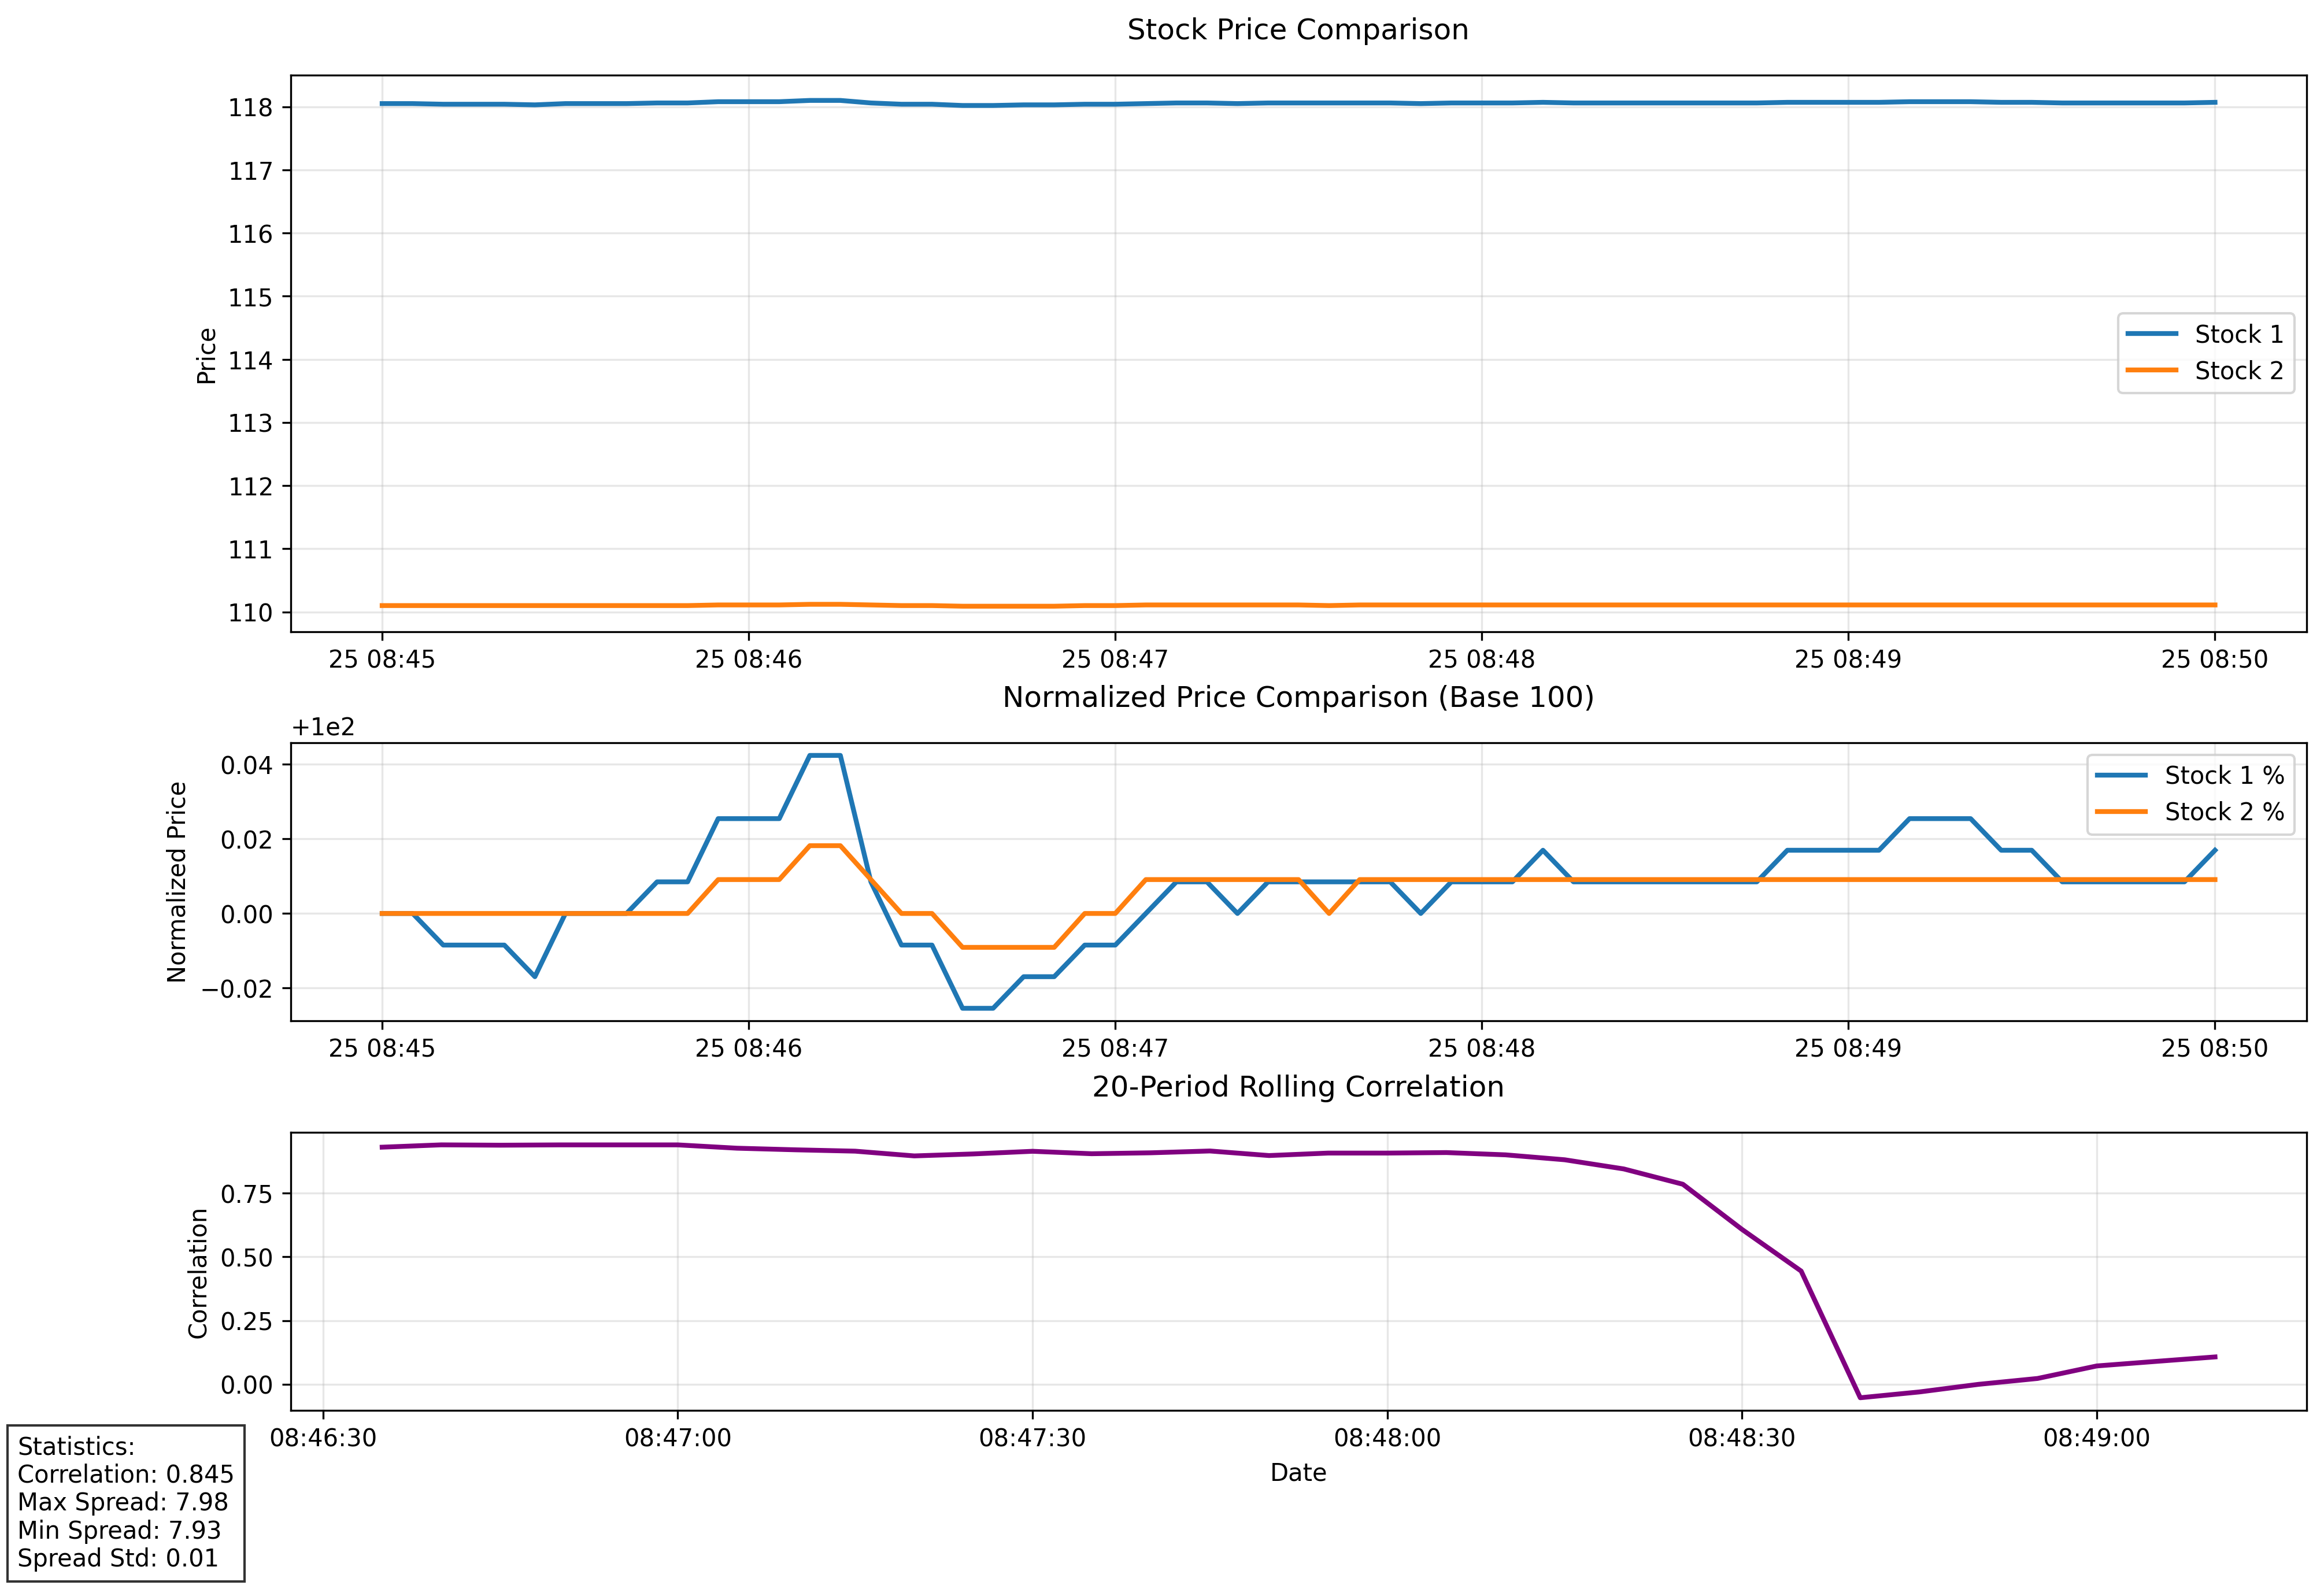 Stock Price Comparison
118
117
116
115
114
113
112
111
110
Price
Stock 1
Stock 2
25 08:45 25 08:46 25 08:47 25 08:48 25 08:49 25 08:50
Normalized Price Comparison (Base 100)
+1e2
0.04
0.02
0.00
−0.02
Normalized Price
Stock 1 %
Stock 2 %
25 08:45 25 08:46 25 08:47 25 08:48 25 08:49 25 08:50
20-Period Rolling Correlation
0.75
0.50
0.25
0.00
Correlation
08:46:30 08:47:00 08:47:30 08:48:00 08:48:30 08:49:00
Date
Statistics:
Correlation: 0.845
Max Spread: 7.98
Min Spread: 7.93
Spread Std: 0.01